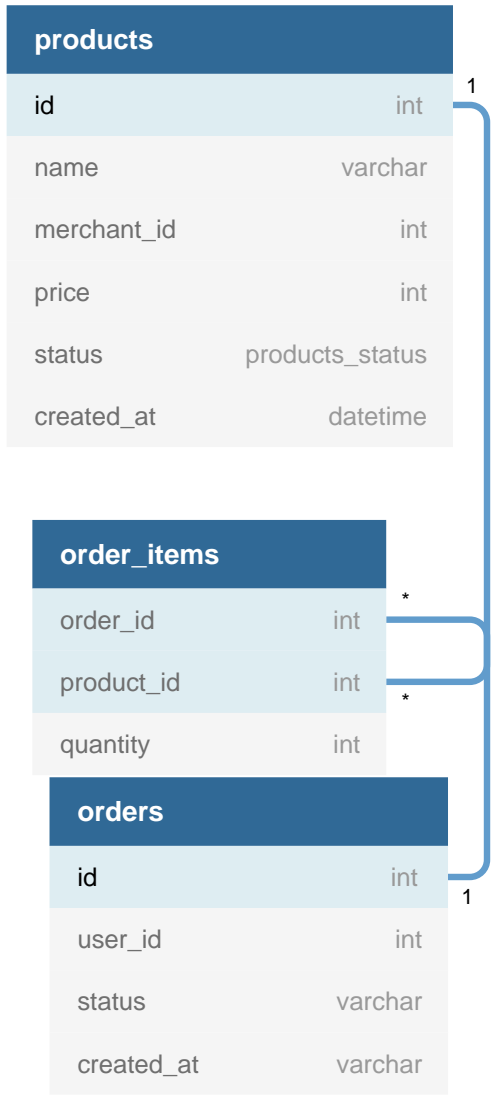 products
1
id int
name varchar
merchant_id int
price int
status products_status
created_at datetime
order_items
*
order_id int
product_id int
*
quantity int
orders
id int
1
user_id int
status varchar
created_at varchar